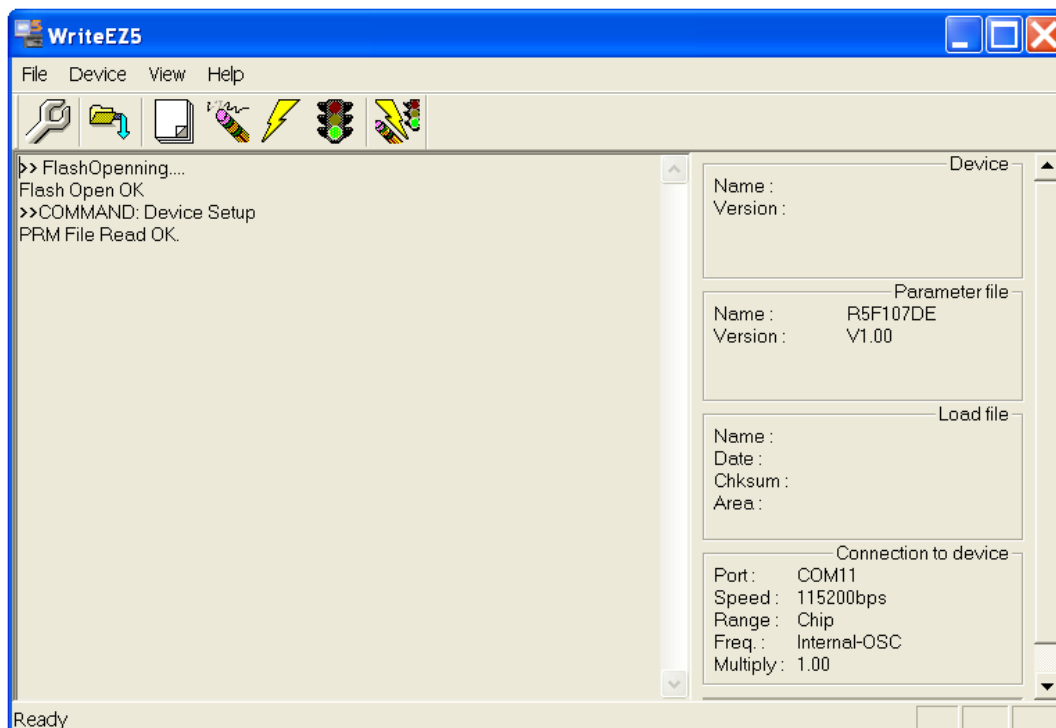 WriteEZ5
File Device View Help
>> FlashOpenning....
Flash Open OK
>>COMMAND: Device Setup
PRM File Read OK.
Device
Name :
Version :
Parameter file
Name : R5F107DE
Version : V1.00
Load file
Name :
Date :
Chksum :
Area :
Connection to device
Port : COM11
Speed : 115200bps
Range : Chip
Freq. : Internal-OSC
Multiply : 1.00
Ready